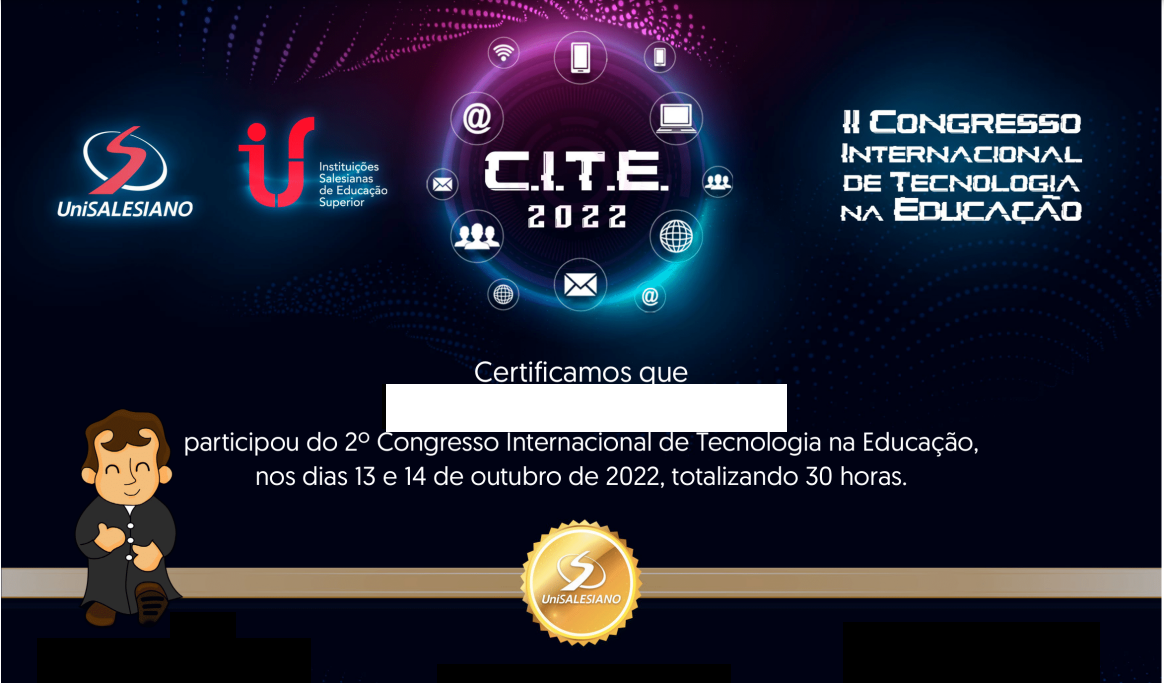 UniSALESIANO
Instituições
Salesianas
de Educação
Superior
C.I.T.E.
2022
II CONGRESSO
INTERNACIONAL
DE TECNOLOGIA
NA EDUCAÇÃO
Certificamos que
participou do 2º Congresso Internacional de Tecnologia na Educação,
nos dias 13 e 14 de outubro de 2022, totalizando 30 horas.
UniSALESIANO